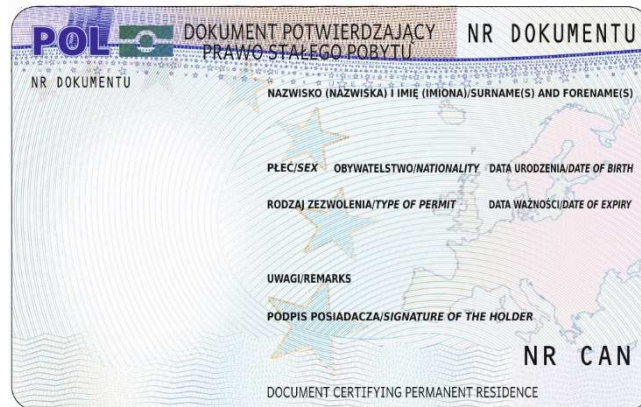 POL DOKUMENT POTWIERDZAJĄCY PRAWO STAŁEGO POBYTU NR DOKUMENTU
NR DOKUMENTU
NAZWISKO (NAZWISKA) I IMIĘ (IMIONA)/SURNAME(S) AND FORENAME(S)
PŁEĆ/SEX OBYWATELSTWO/NATIONALITY DATA URODZENIA/DATE OF BIRTH
RODZAJ ZEZWOLENIA/TYPE OF PERMIT DATA WAŻNOŚCI/DATE OF EXPIRY
UWAGI/REMARKS
PODPIS POSIADACZA/SIGNATURE OF THE HOLDER
NR CAN
DOCUMENT CERTIFYING PERMANENT RESIDENCE